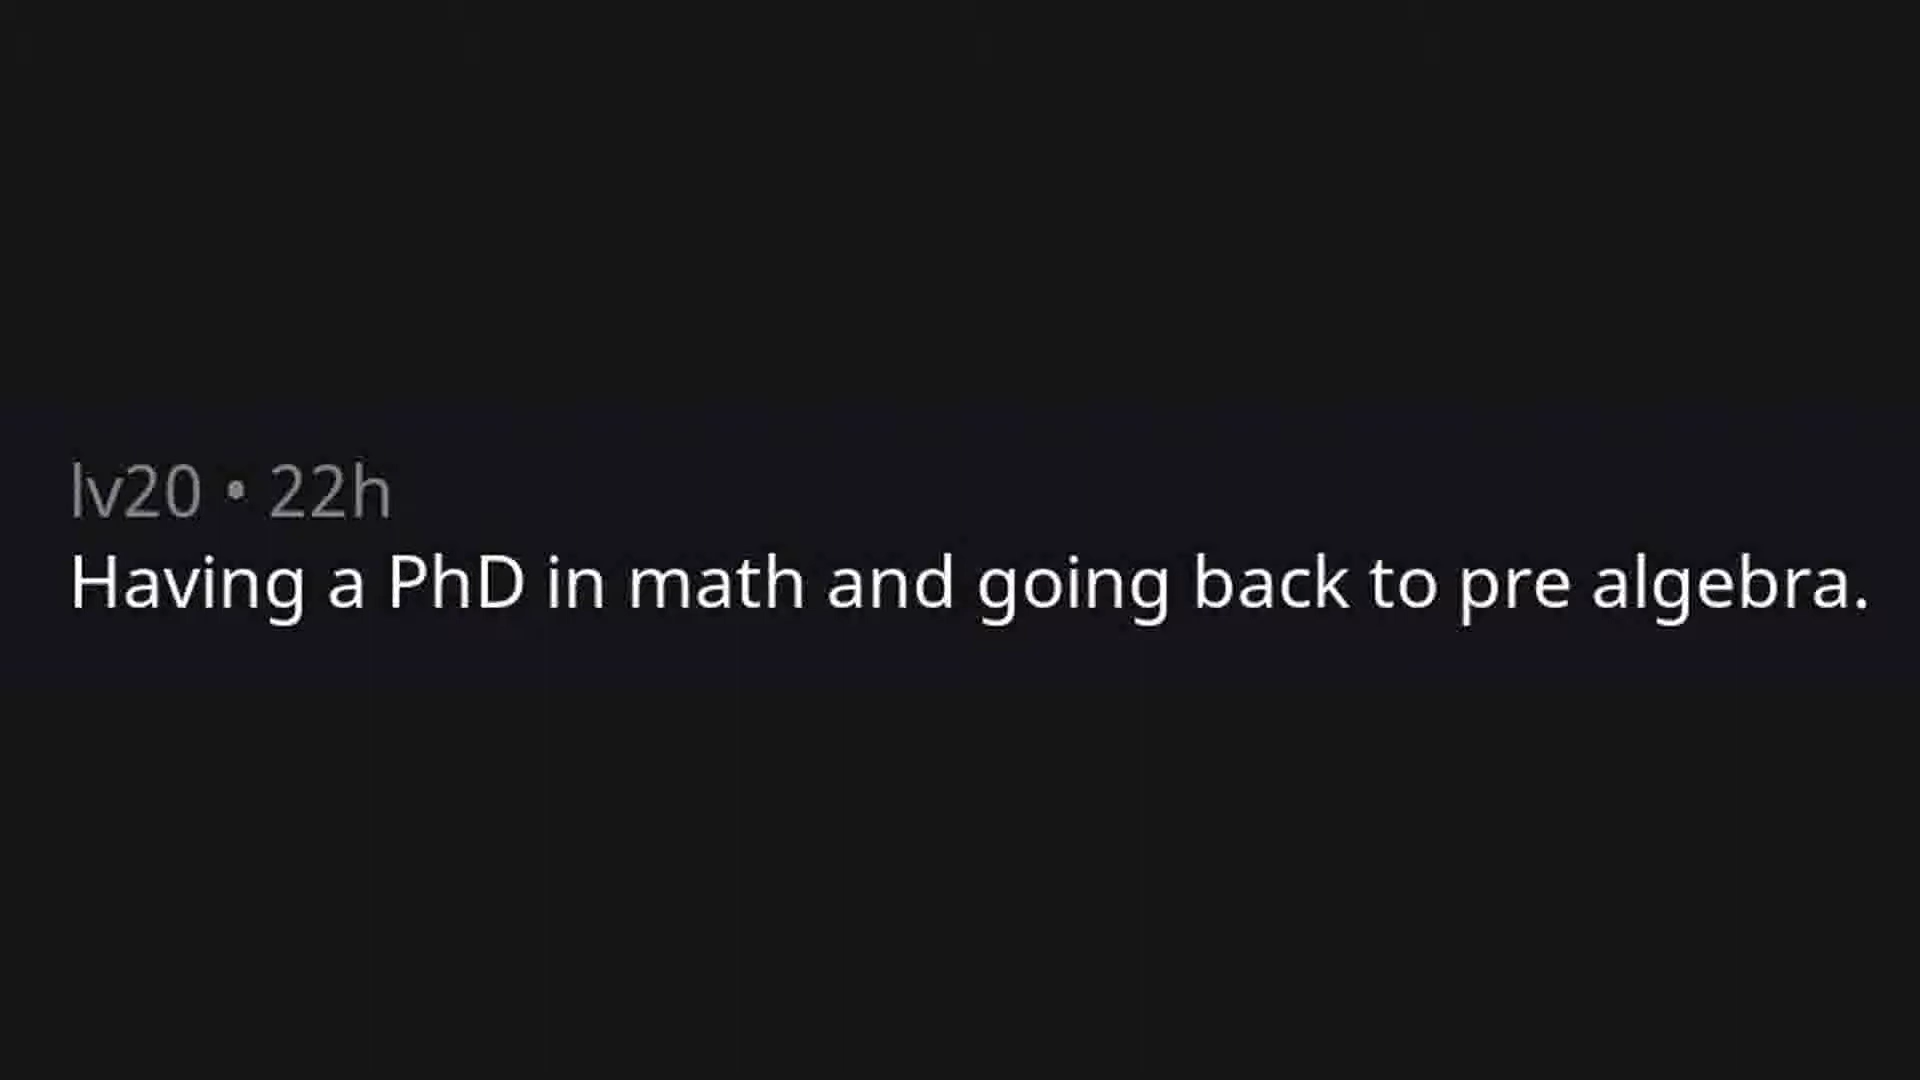 lv20 • 22h
Having a PhD in math and going back to pre algebra.